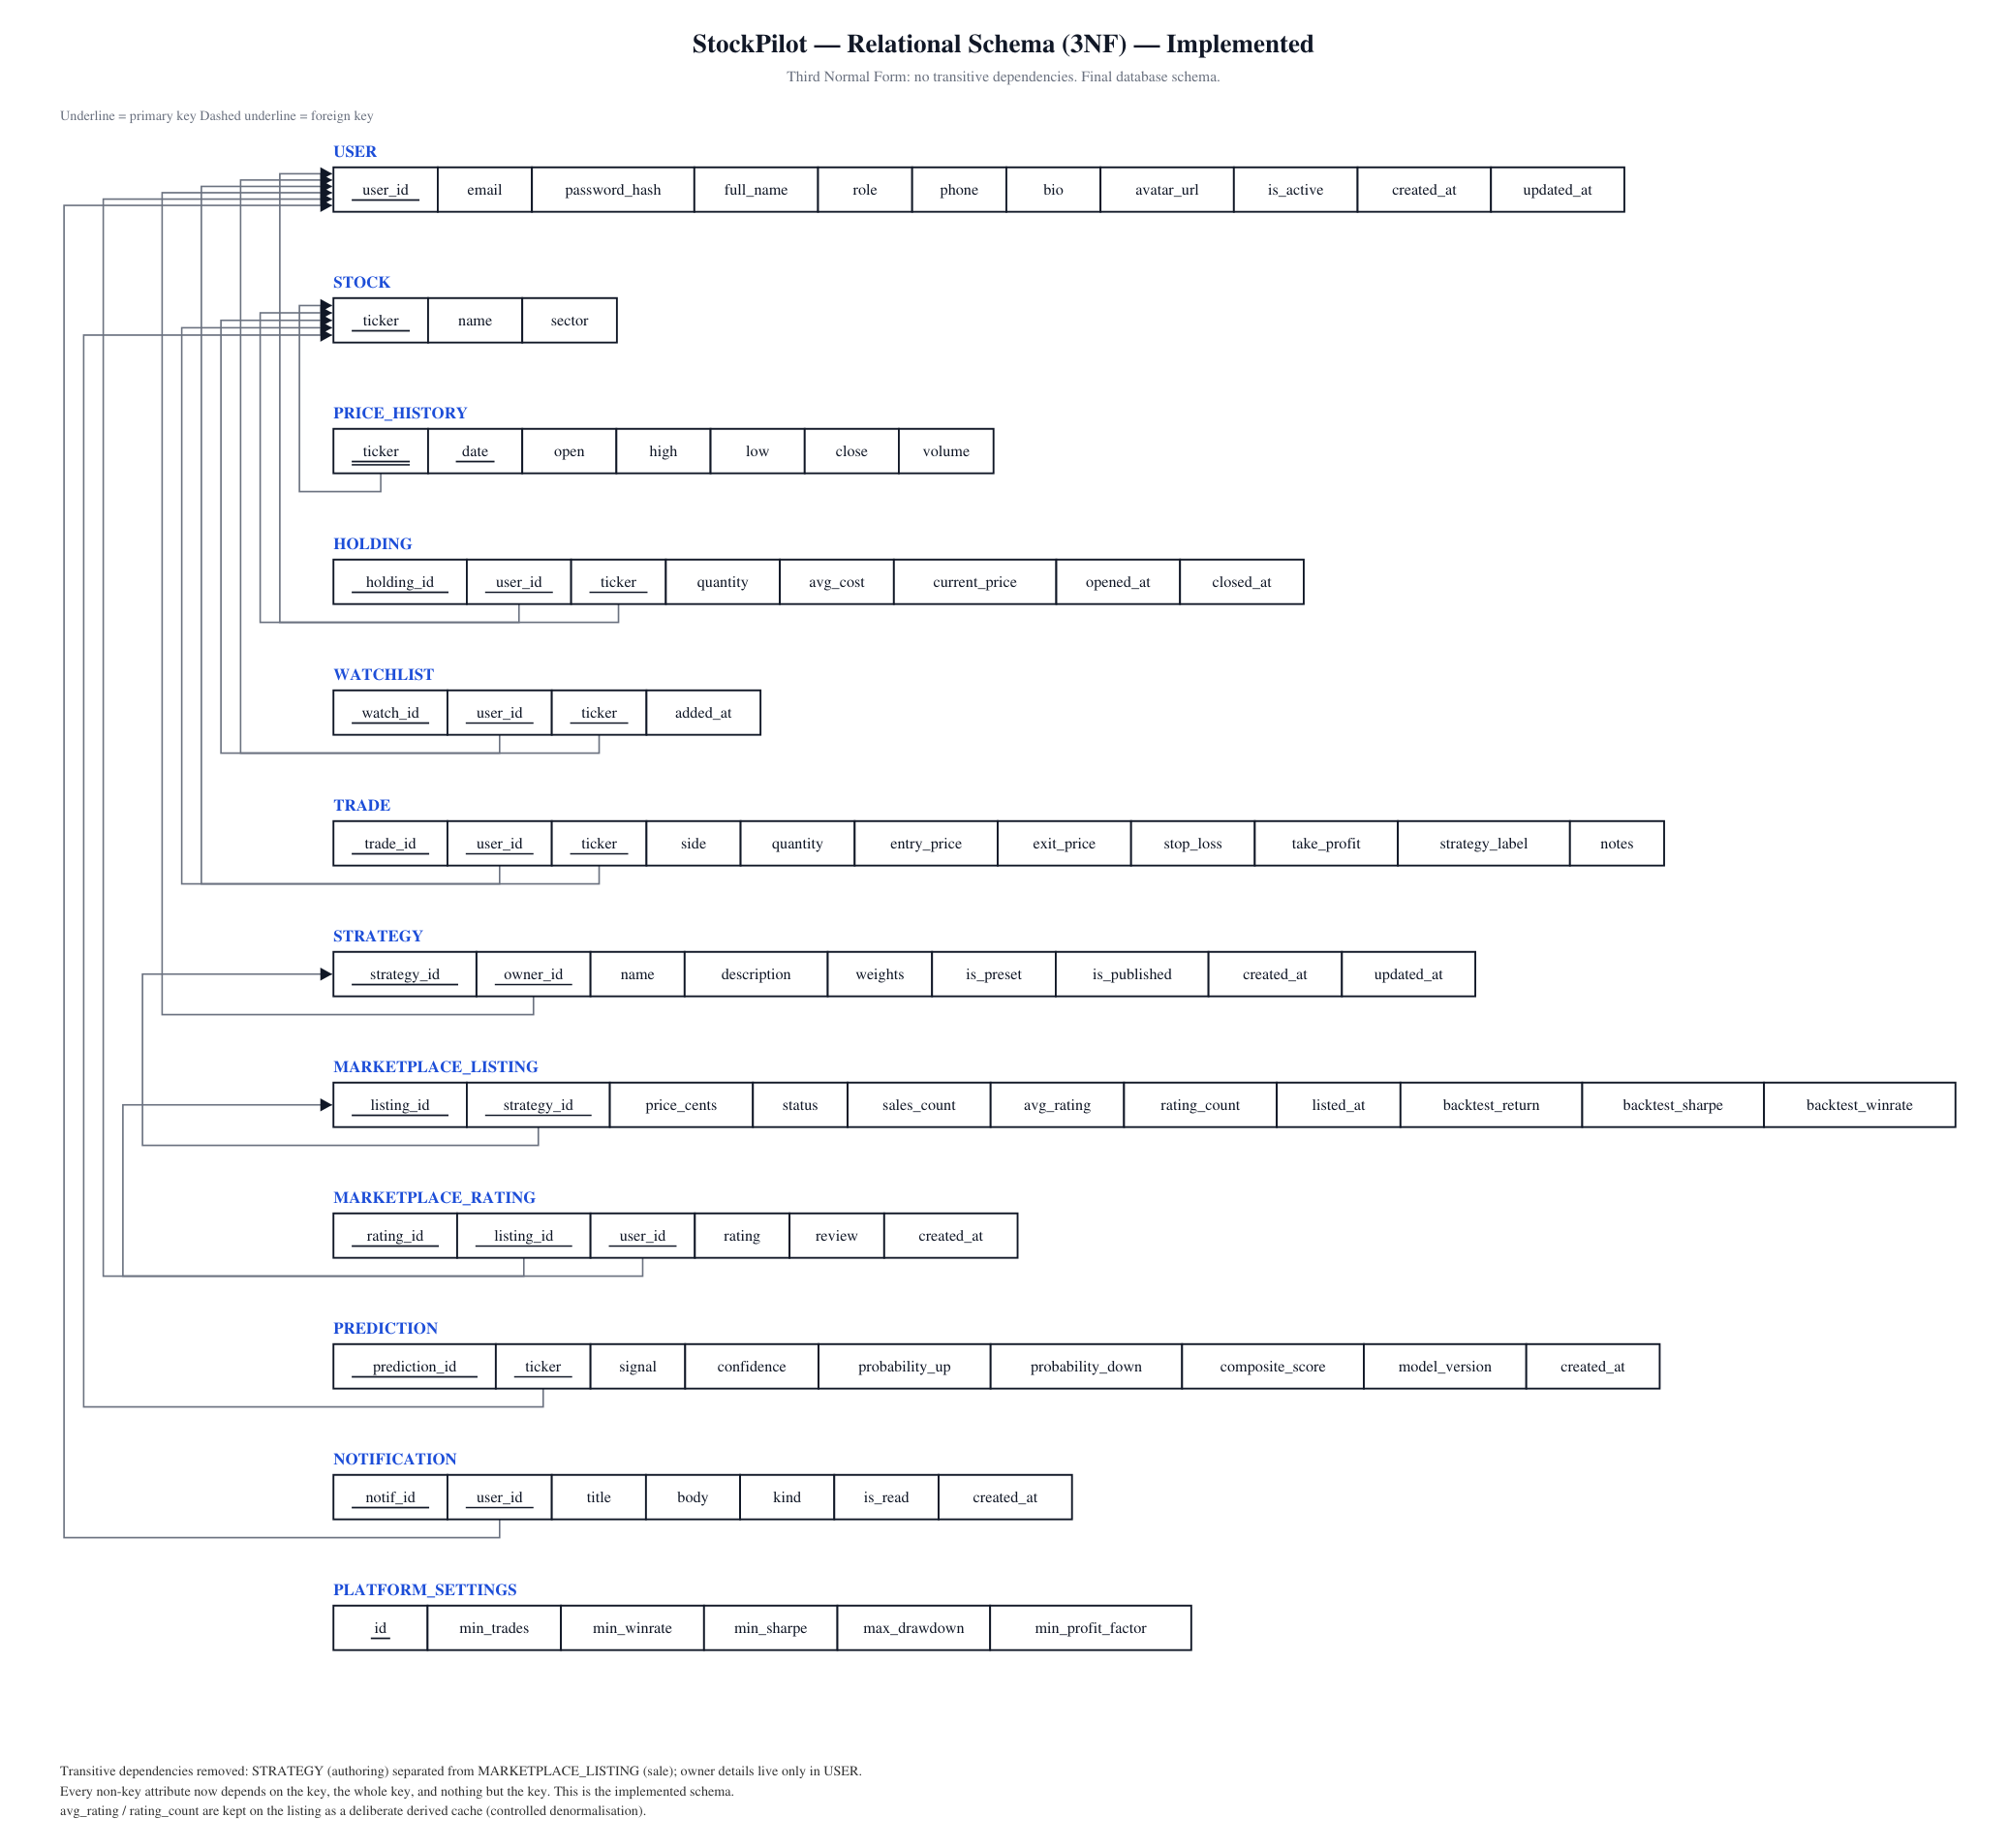 StockPilot — Relational Schema (3NF) — Implemented
Third Normal Form: no transitive dependencies. Final database schema.
Underline = primary key Dashed underline = foreign key
USER
user_id email password_hash full_name role phone bio avatar_url is_active created_at updated_at
STOCK
ticker name sector
PRICE_HISTORY
ticker date open high low close volume
HOLDING
holding_id user_id ticker quantity avg_cost current_price opened_at closed_at
WATCHLIST
watch_id user_id ticker added_at
TRADE
trade_id user_id ticker side quantity entry_price exit_price stop_loss take_profit strategy_label notes
STRATEGY
strategy_id owner_id name description weights is_preset is_published created_at updated_at
MARKETPLACE_LISTING
listing_id strategy_id price_cents status sales_count avg_rating rating_count listed_at backtest_return backtest_sharpe backtest_winrate
MARKETPLACE_RATING
rating_id listing_id user_id rating review created_at
PREDICTION
prediction_id ticker signal confidence probability_up probability_down composite_score model_version created_at
NOTIFICATION
notif_id user_id title body kind is_read created_at
PLATFORM_SETTINGS
id min_trades min_winrate min_sharpe max_drawdown min_profit_factor
Transitive dependencies removed: STRATEGY (authoring) separated from MARKETPLACE_LISTING (sale); owner details live only in USER.
Every non-key attribute now depends on the key, the whole key, and nothing but the key. This is the implemented schema.
avg_rating / rating_count are kept on the listing as a deliberate derived cache (controlled denormalisation).